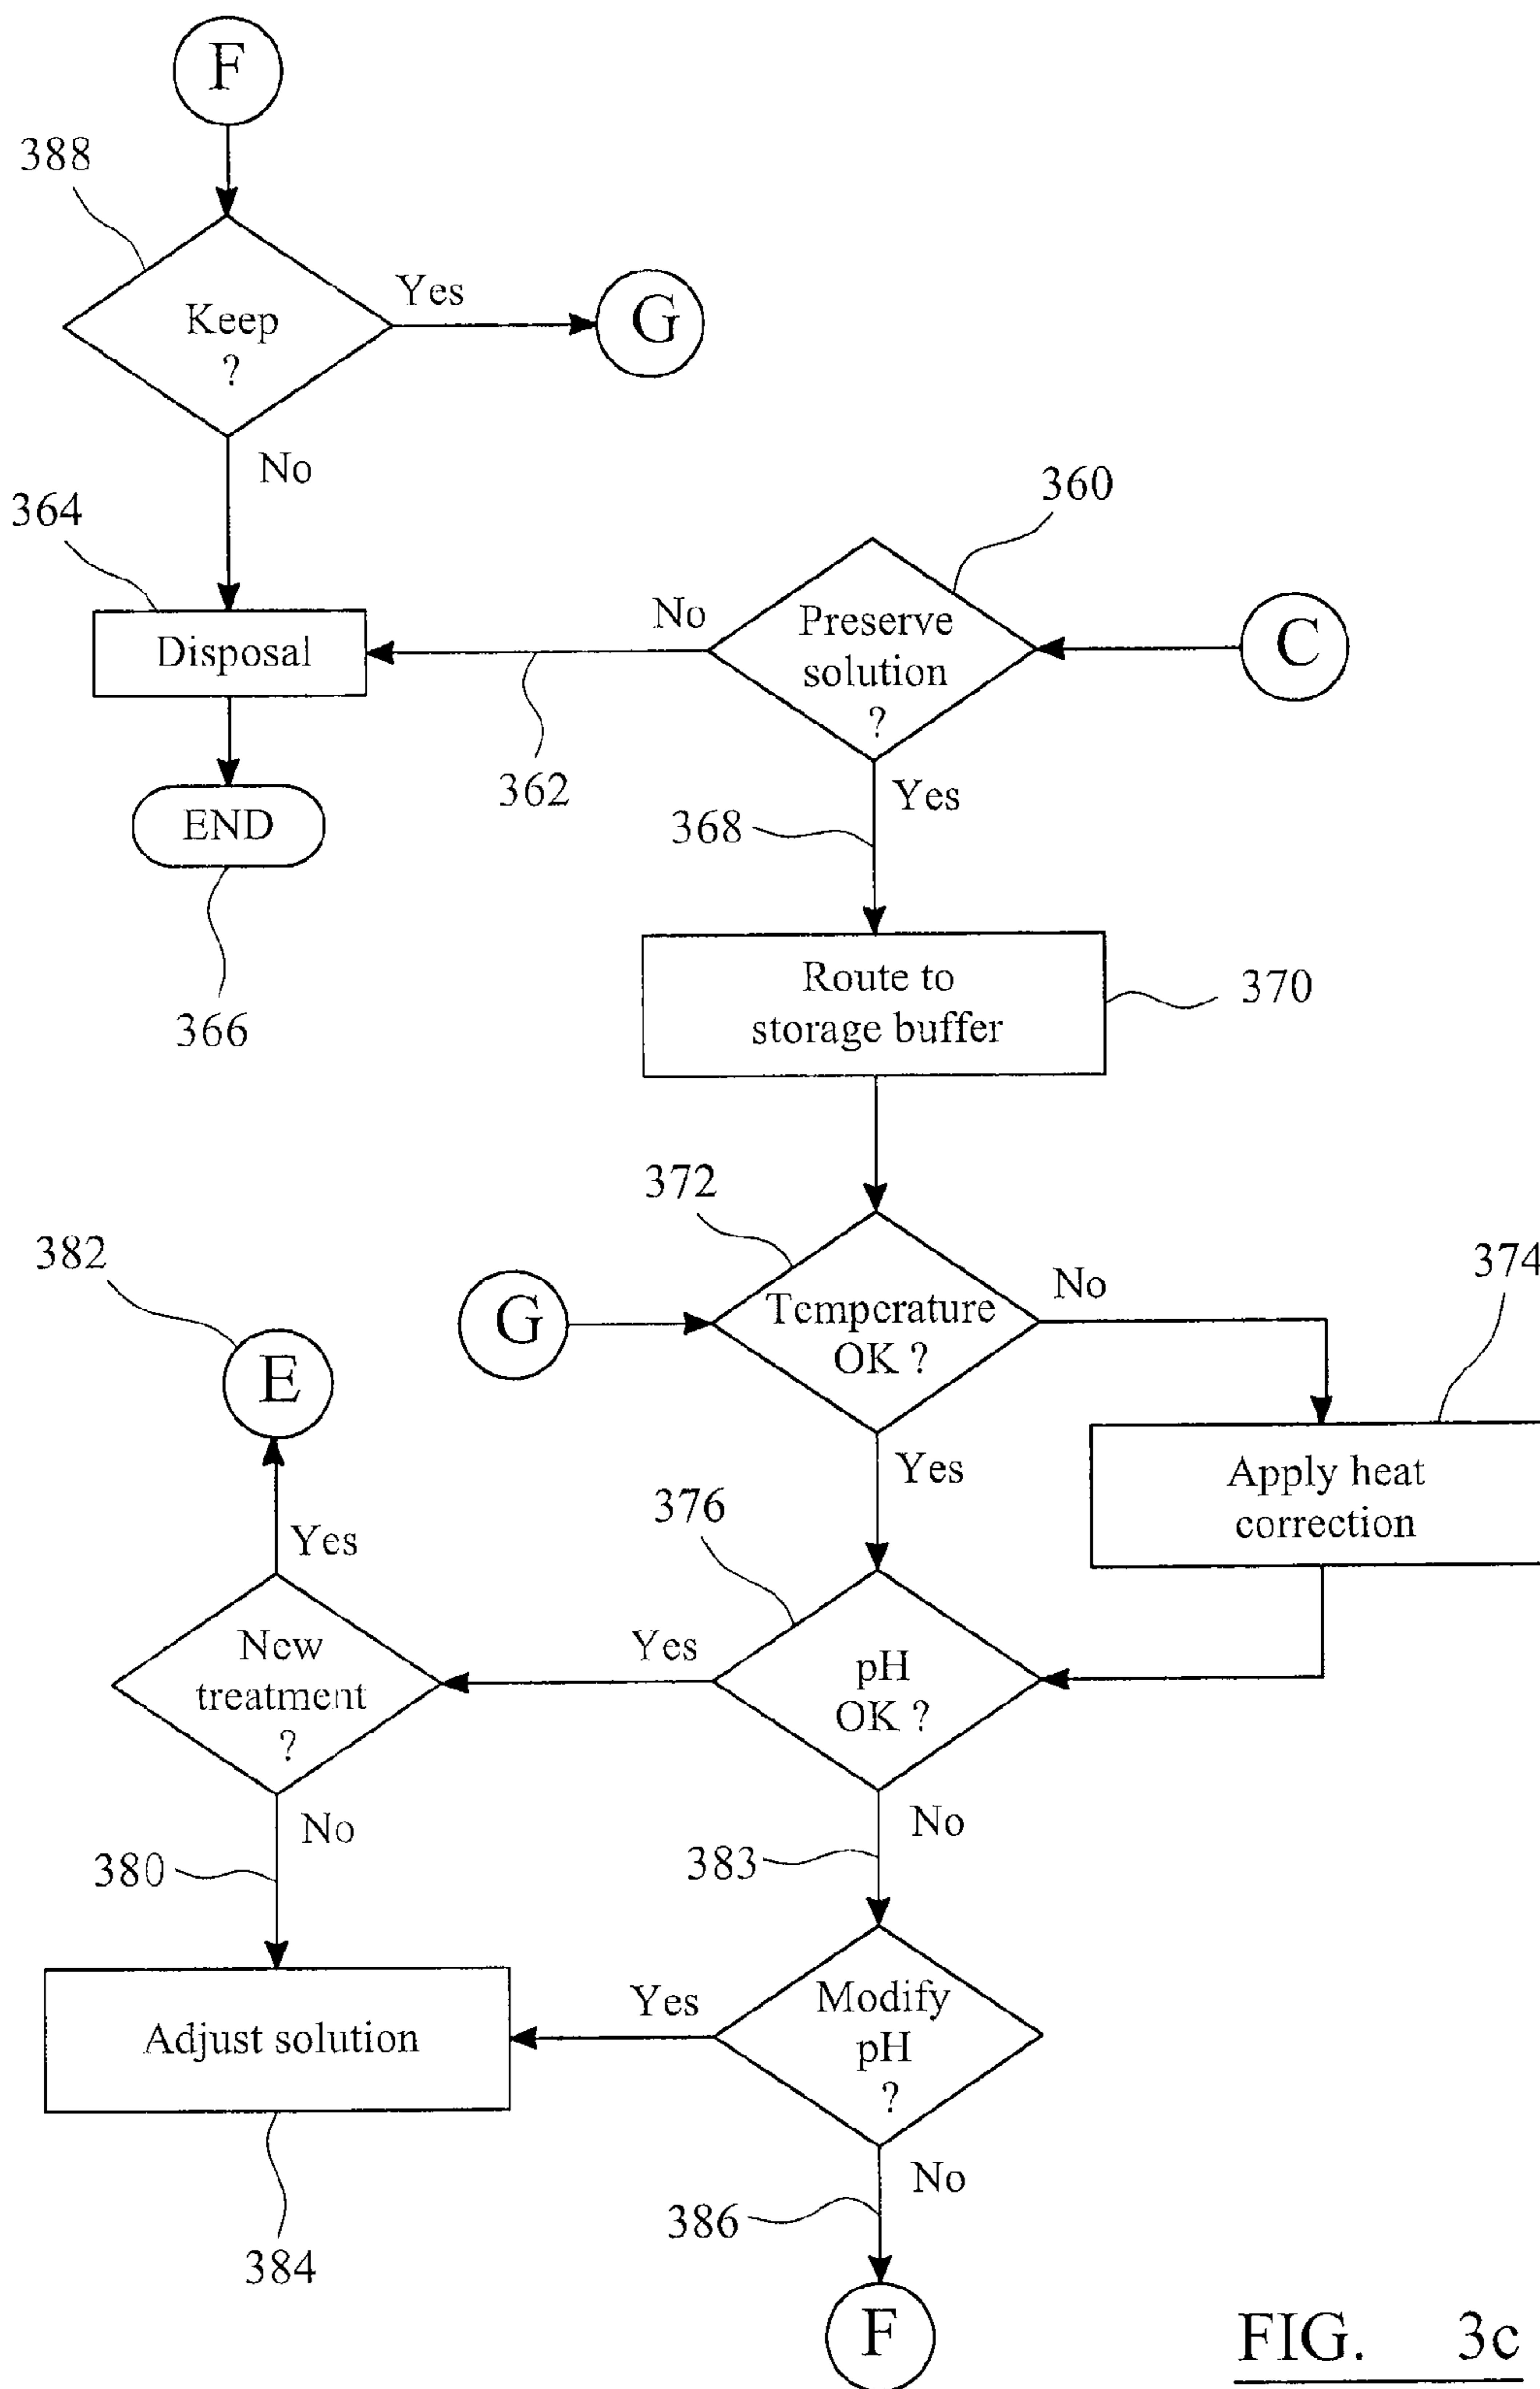 F
388
Keep
?
Yes
G
No
364
Disposal
END
366
No
362
360
Preserve
solution
?
C
Yes
368
Route to
storage buffer
370
372
G
Temperature
OK ?
No
374
Apply heat
correction
Yes
382
E
Yes
New
treatment
?
Yes
376
pH
OK ?
No
380
No
383
Adjust solution
384
Yes
Modify
pH
?
No
386
F
FIG. 3c